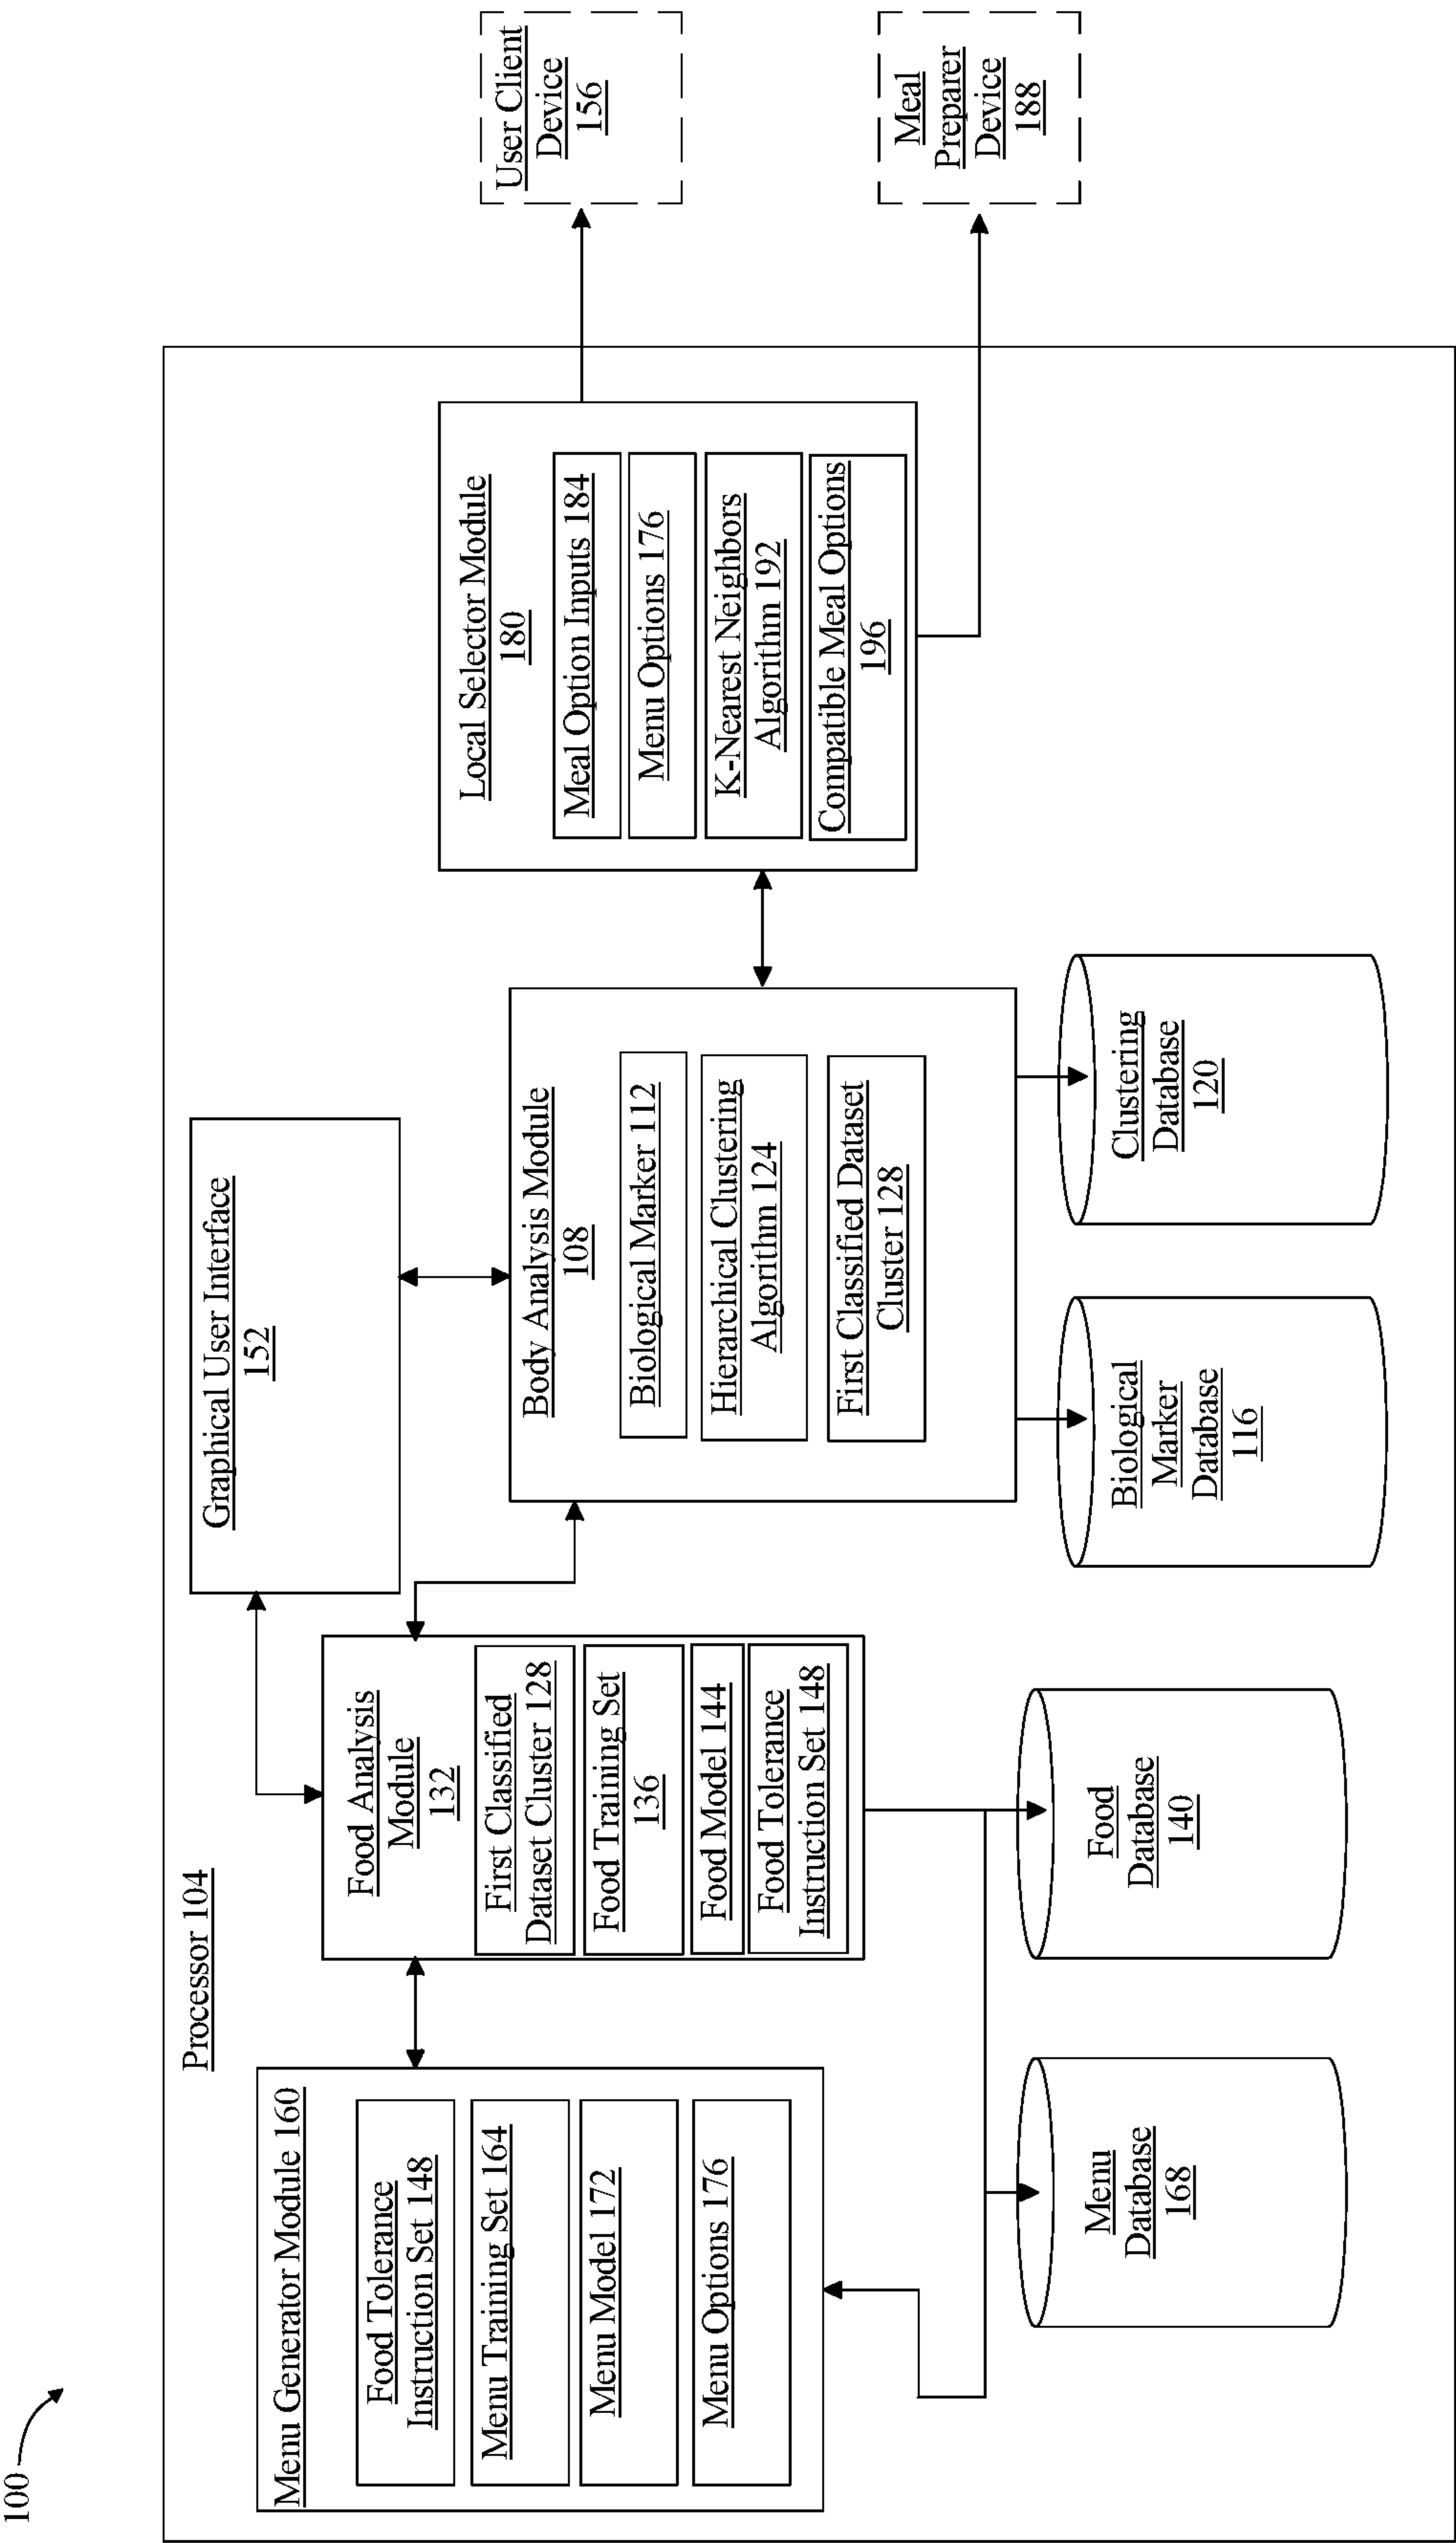 100
Processor 104
Menu Generator Module 160
Food Tolerance
Instruction Set 148
Menu Training Set 164
Menu Model 172
Menu Options 176
Food Analysis
Module
132
First Classified
Dataset Cluster 128
Food Training Set
136
Food Model 144
Food Tolerance
Instruction Set 148
Graphical User Interface
152
Body Analysis Module
108
Biological Marker 112
Hierarchical Clustering
Algorithm 124
First Classified Dataset
Cluster 128
Local Selector Module
180
Meal Option Inputs 184
Menu Options 176
K-Nearest Neighbors
Algorithm 192
Compatible Meal Options
196
User Client
Device
156
Meal
Preparer
Device
188
Menu
Database
168
Food
Database
140
Biological
Marker
Database
116
Clustering
Database
120